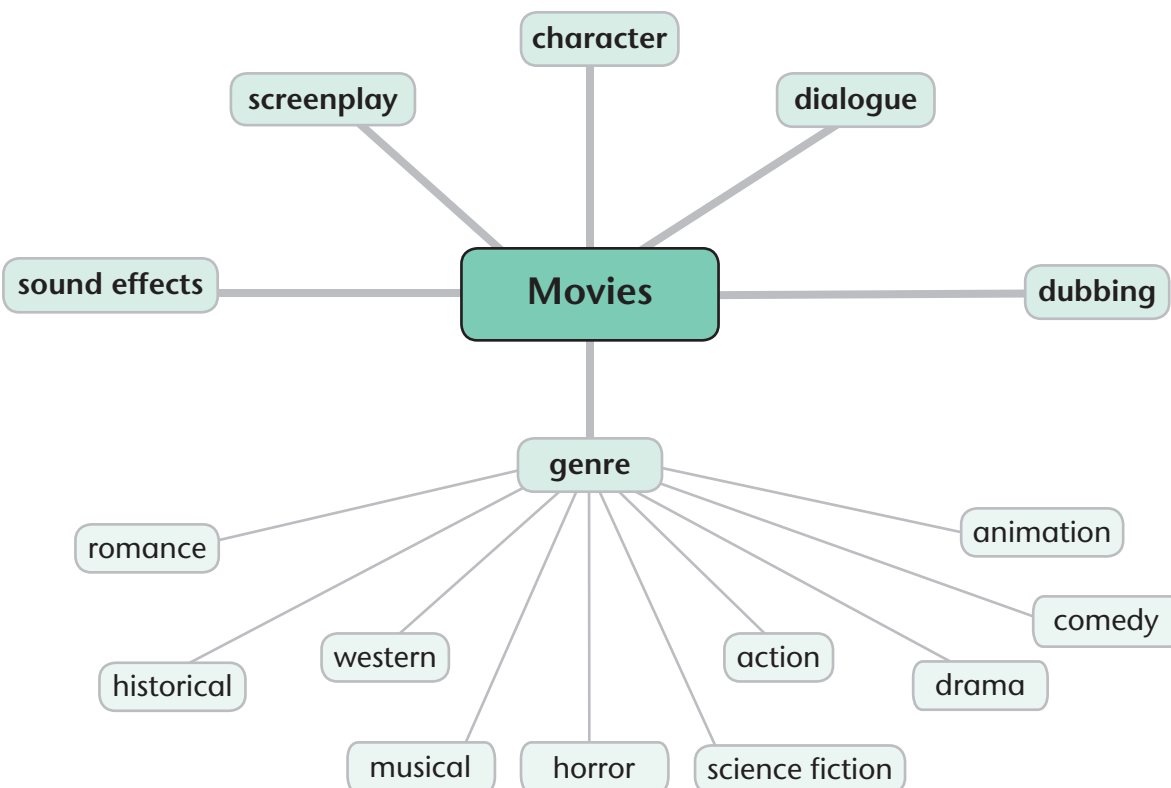 character
screenplay
dialogue
sound effects
Movies
dubbing
genre
romance
animation
comedy
historical
western
action
drama
musical
horror
science fiction